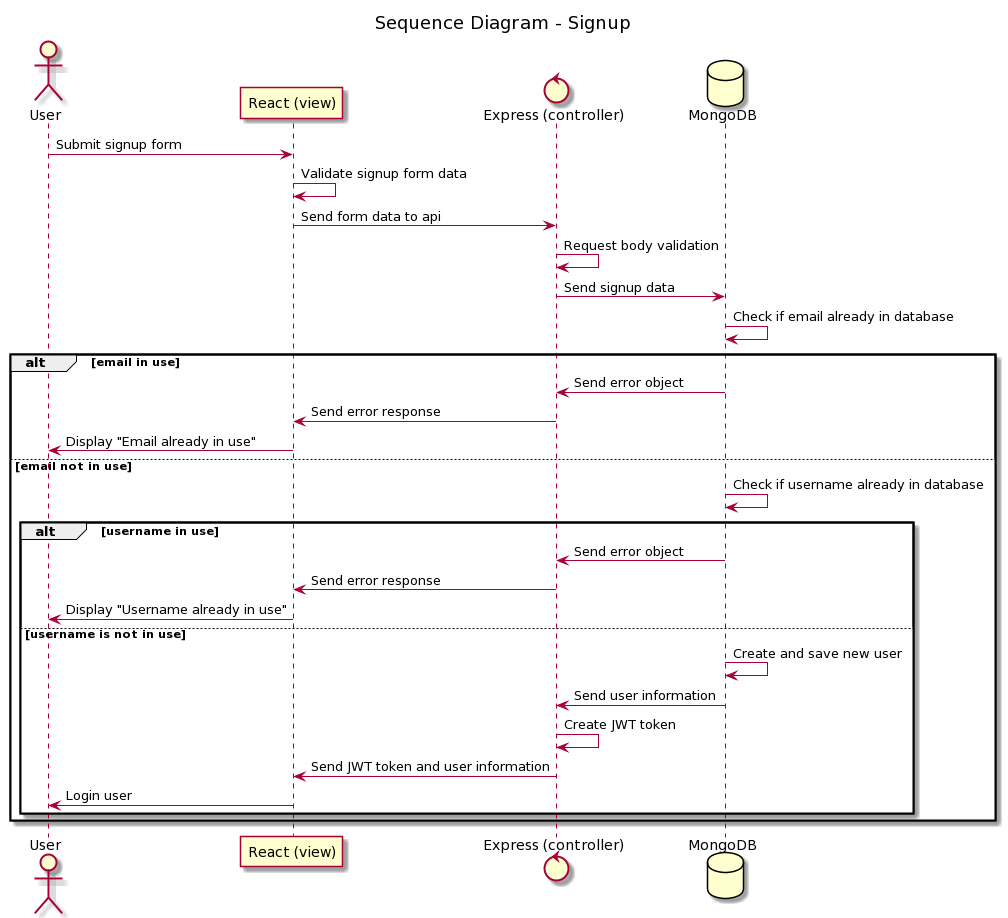 Sequence Diagram - Signup
User
React (view)
Express (controller)
MongoDB
Submit signup form
Validate signup form data
Send form data to api
Request body validation
Send signup data
Check if email already in database
alt [email in use]
Send error object
Send error response
Display "Email already in use"
[email not in use]
Check if username already in database
alt [username in use]
Send error object
Send error response
Display "Username already in use"
[username is not in use]
Create and save new user
Send user information
Create JWT token
Send JWT token and user information
Login user
User
React (view)
Express (controller)
MongoDB